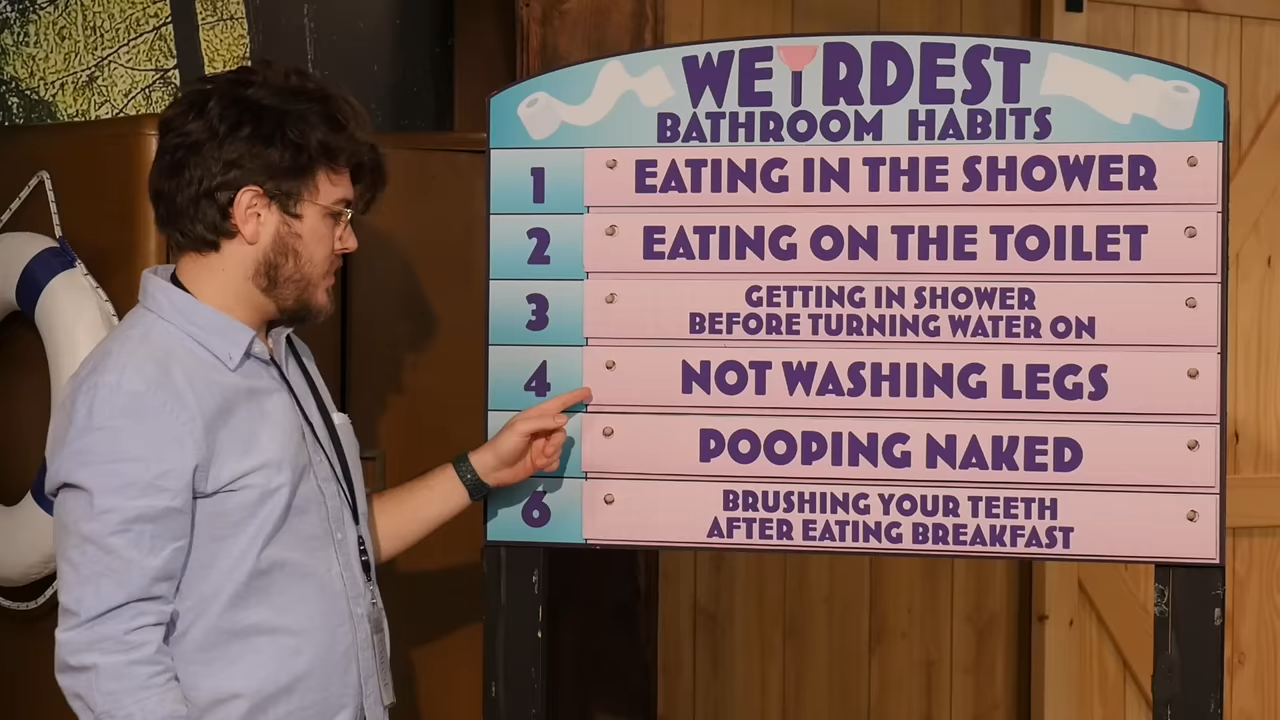 WEIRDEST
BATHROOM HABITS
1 EATING IN THE SHOWER
2 EATING ON THE TOILET
3 GETTING IN SHOWER
BEFORE TURNING WATER ON
4 NOT WASHING LEGS
POOPING NAKED
6 BRUSHING YOUR TEETH
AFTER EATING BREAKFAST